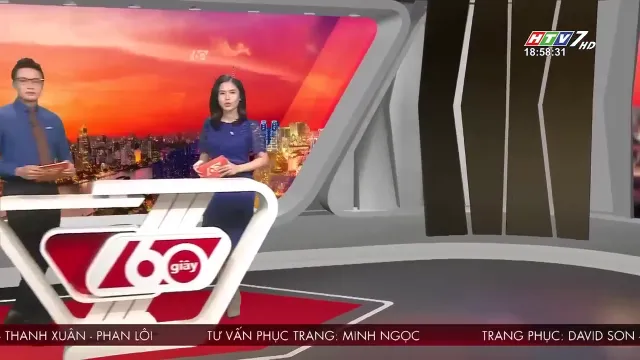 HTV7 HD
18:58:31
60
giây
THANH XUÂN - PHAN LÔI TƯ VẤN PHỤC TRANG: MINH NGỌC TRANG PHỤC: DAVID SON